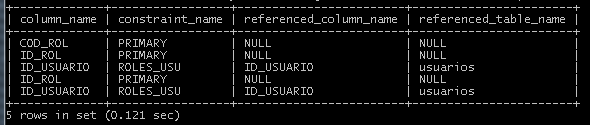 +-------------+-----------------+------------------------+-----------------------+
| column_name | constraint_name | referenced_column_name | referenced_table_name |
+-------------+-----------------+------------------------+-----------------------+
| COD_ROL | PRIMARY | NULL | NULL |
| ID_ROL | PRIMARY | NULL | NULL |
| ID_USUARIO | ROLES_USU | ID_USUARIO | usuarios |
| ID_ROL | PRIMARY | NULL | NULL |
| ID_USUARIO | ROLES_USU | ID_USUARIO | usuarios |
+-------------+-----------------+------------------------+-----------------------+
5 rows in set (0.121 sec)